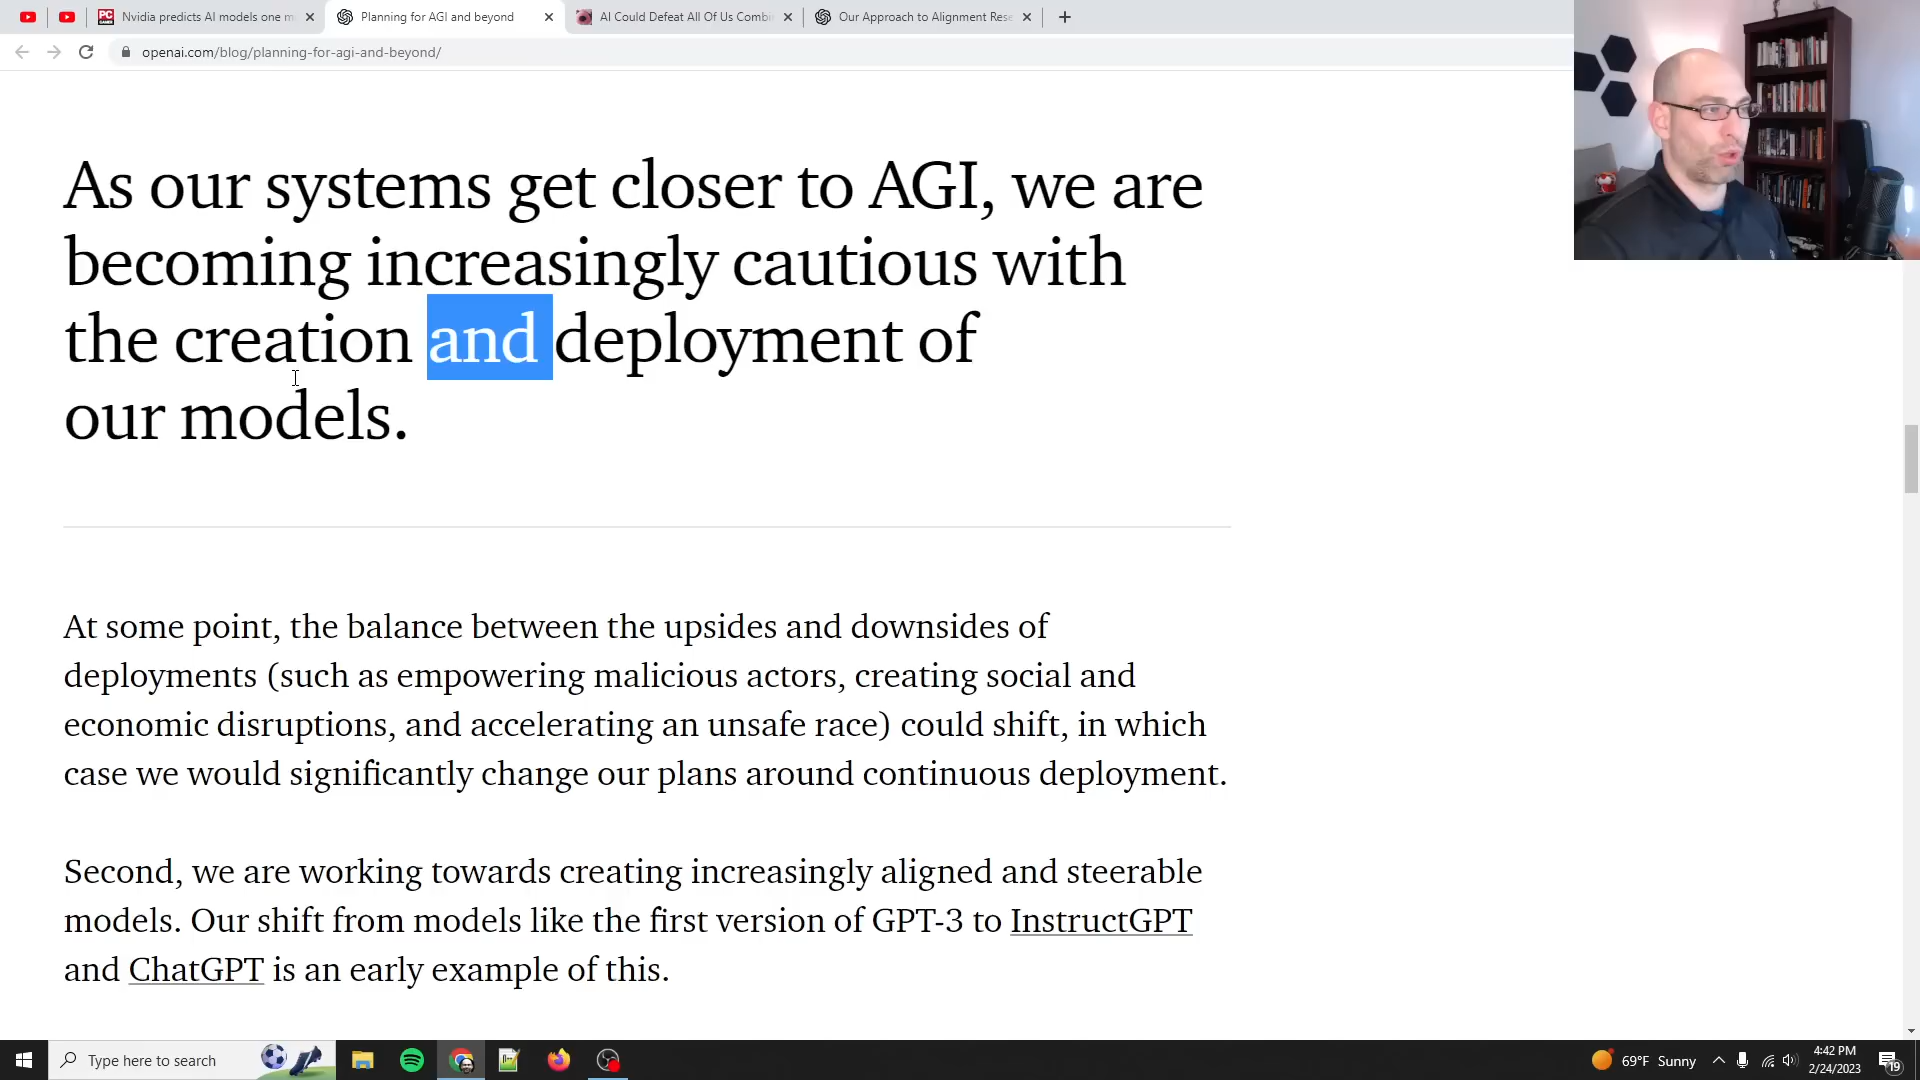 Nvidia predicts AI models one m
Planning for AGI and beyond
AI Could Defeat All Of Us Combi
Our Approach to Alignment Rese
openai.com/blog/planning-for-agi-and-beyond/
As our systems get closer to AGI, we are
becoming increasingly cautious with
the creation and deployment of
our models.
At some point, the balance between the upsides and downsides of
deployments (such as empowering malicious actors, creating social and
economic disruptions, and accelerating an unsafe race) could shift, in which
case we would significantly change our plans around continuous deployment.
Second, we are working towards creating increasingly aligned and steerable
models. Our shift from models like the first version of GPT-3 to InstructGPT
and ChatGPT is an early example of this.
Type here to search
69°F Sunny
4:42 PM
2/24/2023
19